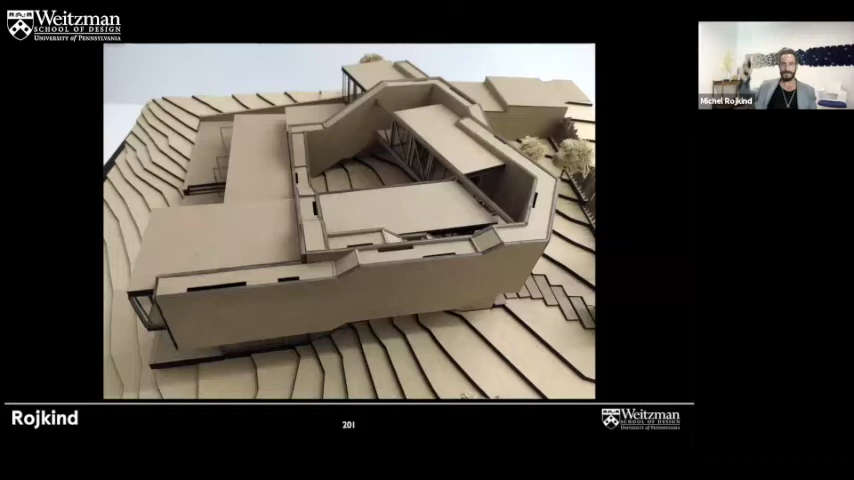 Weitzman
SCHOOL OF DESIGN
UNIVERSITY OF PENNSYLVANIA
Michel Rojkind
Rojkind
201
Weitzman
SCHOOL OF DESIGN
UNIVERSITY OF PENNSYLVANIA